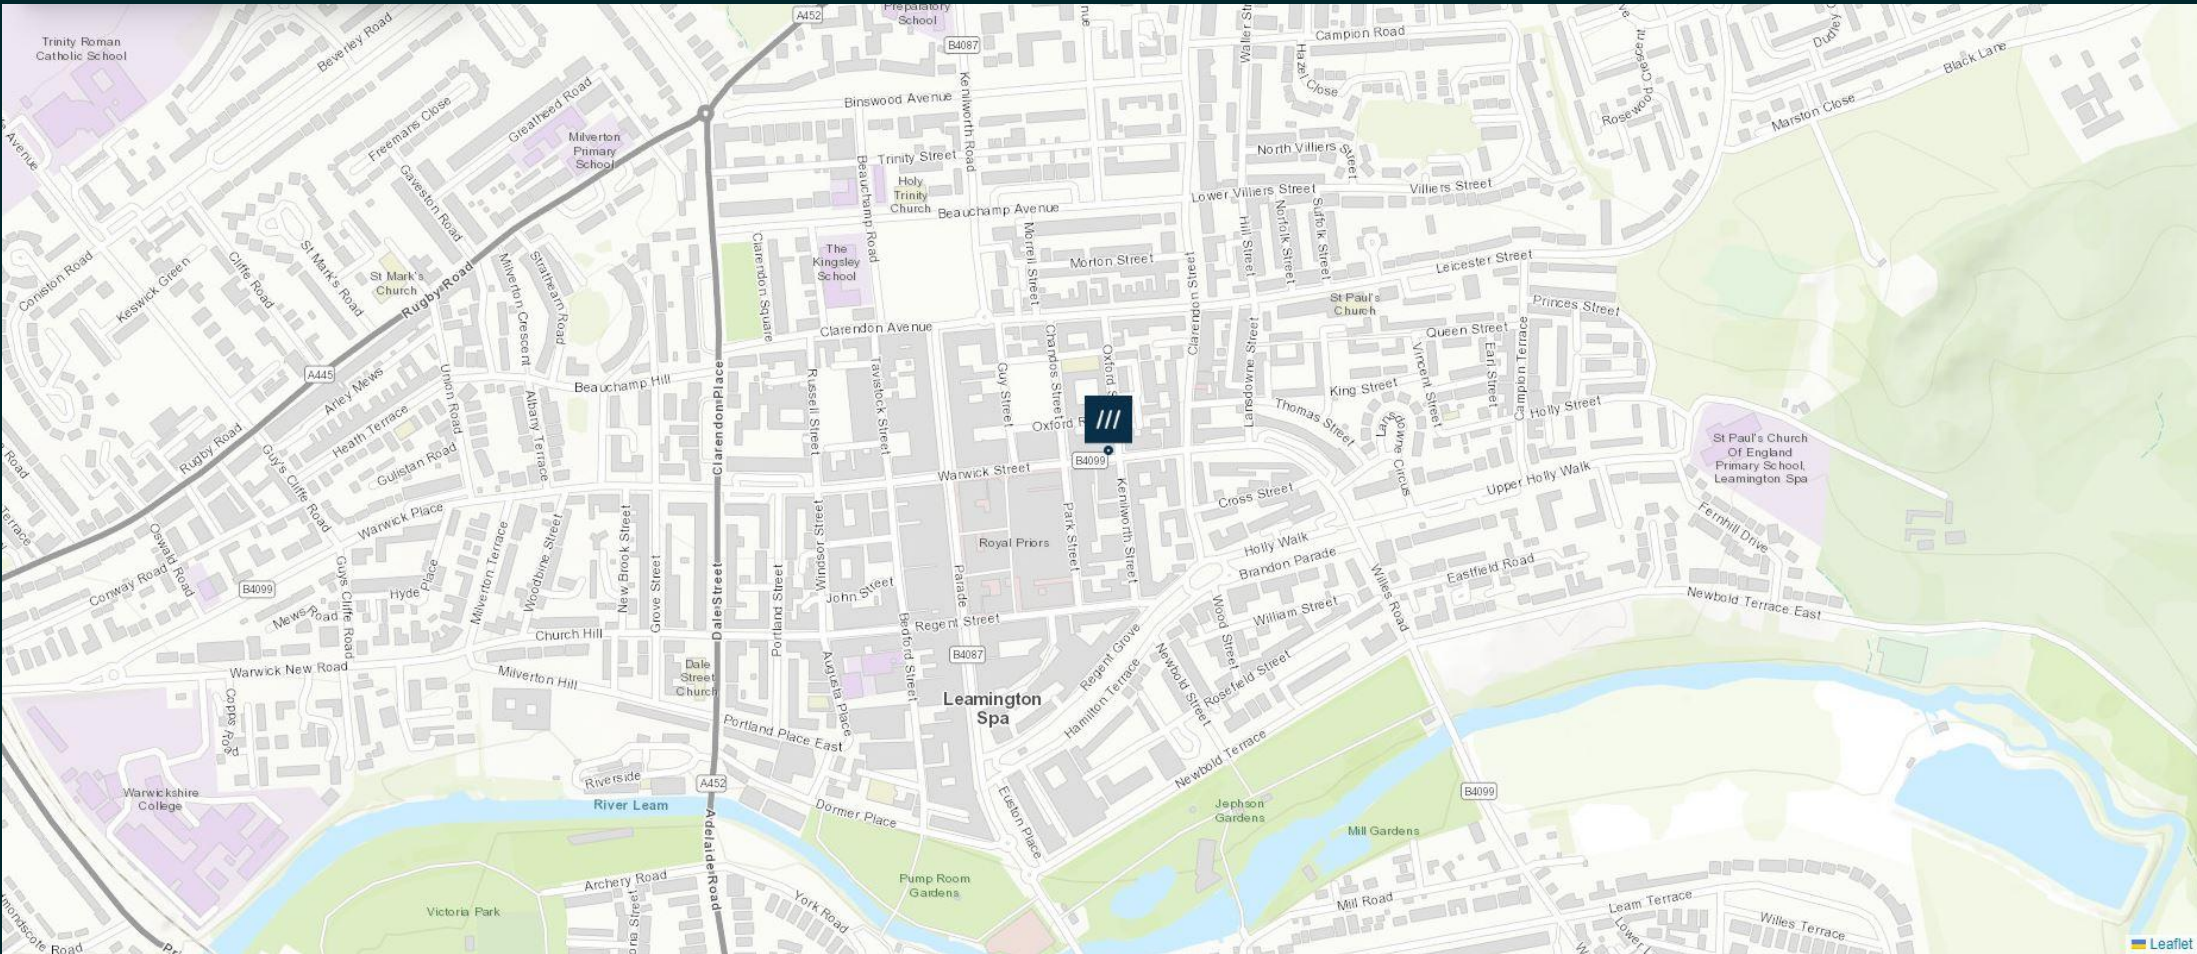 A452
Preparatory
School
B4087
Campion Road
Trinity Roman
Catholic School
Beverley Road
Black Lane
Hazel Close
Kenilworth Road
Greatheed Road
Binswood Avenue
Freemans Close
Marston Close
Rosewood Crescent
Avenue
Milverton
Primary
School
North Villiers Street
Trinity Street
Beauchamp Road
Gaveston Road
Holy
Trinity
Church
Lower Villiers Street
Villiers Street
Beauchamp Avenue
Clarendon Square
The
Kingsley
School
Morrell Street
Hill Street
Norfolk Street
Suffolk Street
Morton Street
Leicester Street
Coniston Road
Keswick Green
Cliffe Road
St Mark's Road
St Mark's
Church
Rugby Road
Milverton Crescent
Strathearn Road
Clarendon Street
St Paul's
Church
Princes Street
Clarendon Avenue
Queen Street
Chandos Street
Oxford
Lansdowne Street
Vincent Street
Earl Street
Campion Terrace
A445
Arley Mews
Union Road
Beauchamp Hill
Clarendon Place
Russell Street
Tavistock Street
Guy Street
King Street
Thomas Street
Lansdowne Circus
Holly Street
Albany Terrace
Heath Terrace
Oxford
///
Rugby Road
Gulistan Road
Guy's Cliffe Road
St Paul's Church
Of England
Primary School,
Leamington Spa
Road
B4099
Warwick Street
Upper Holly Walk
Cross Street
Kenilworth Street
Park Street
Warwick Place
Fernhill Drive
Terrace
Oswald Road
Milverton Terrace
Woodbine Street
New Brook Street
Grove Street
Windsor Street
Royal Priors
Holly Walk
Brandon Parade
Eastfield Road
Willes Road
Conway Road
B4099
Hyde Place
Guys Cliffe Road
Dale Street
Portland Street
John Street
Parade
Newbold Terrace East
Mews Road
Wood Street
William Street
Church Hill
Bedford Street
Regent Street
Regent Grove
B4087
Warwick New Road
Milverton Hill
Dale
Street
Church
Augusta Place
Newbold Street
Rosefield Street
Hamilton Terrace
Leamington
Spa
Capps Road
Portland Place East
Newbold Terrace
Riverside
A452
B4099
Warwickshire
College
River Leam
Dormer Place
Euston Place
Jephson
Gardens
Mill Gardens
Adelaide Road
Archery Road
Pump Room
Gardens
York Road
Victoria Park
Mill Road
Leam Terrace
Willes Terrace
Leaflet